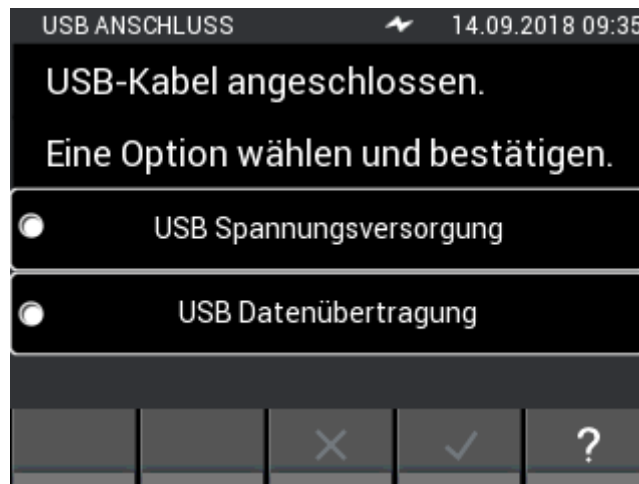 USB ANSCHLUSS 14.09.2018 09:35
USB-Kabel angeschlossen.
Eine Option wählen und bestätigen.
USB Spannungsversorgung
USB Datenübertragung
?